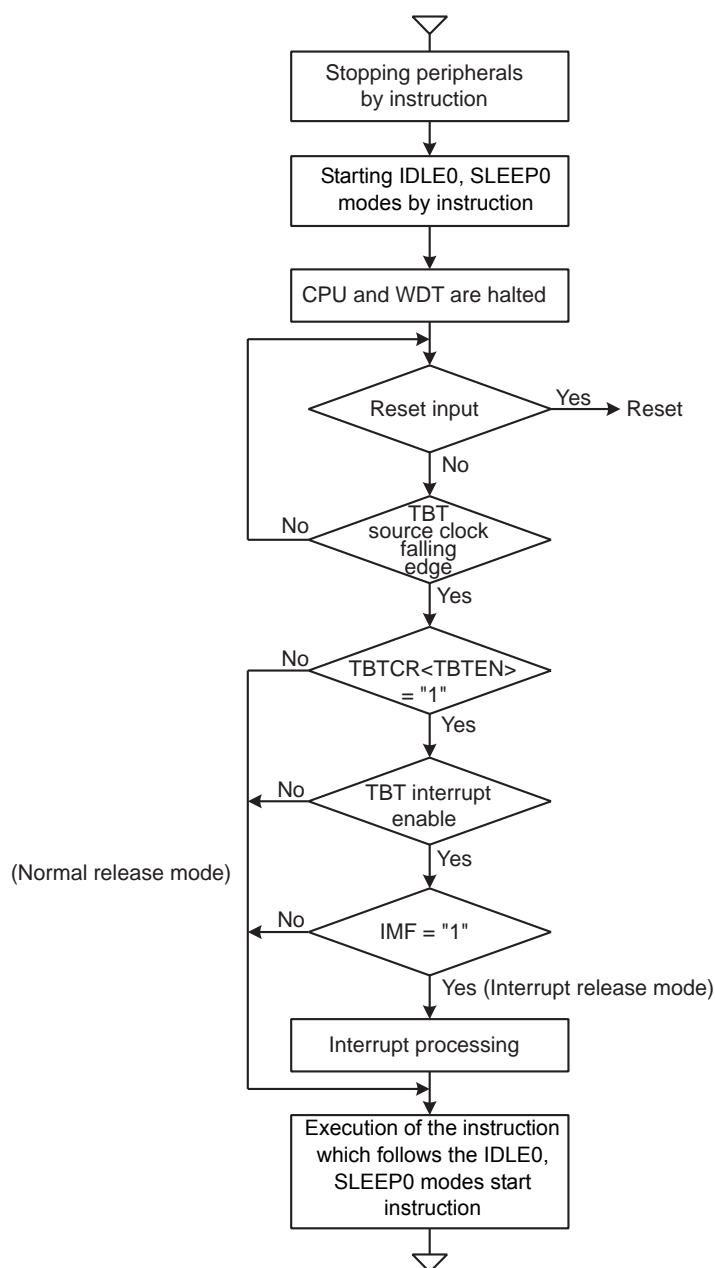 Stopping peripherals
by instruction
Starting IDLE0, SLEEP0
modes by instruction
CPU and WDT are halted
Reset input
Yes
Reset
No
No
TBT
source clock
falling
edge
Yes
No
TBTCR<TBTEN>
= "1"
Yes
No
TBT interrupt
enable
Yes
(Normal release mode)
No
IMF = "1"
Yes (Interrupt release mode)
Interrupt processing
Execution of the instruction
which follows the IDLE0,
SLEEP0 modes start
instruction